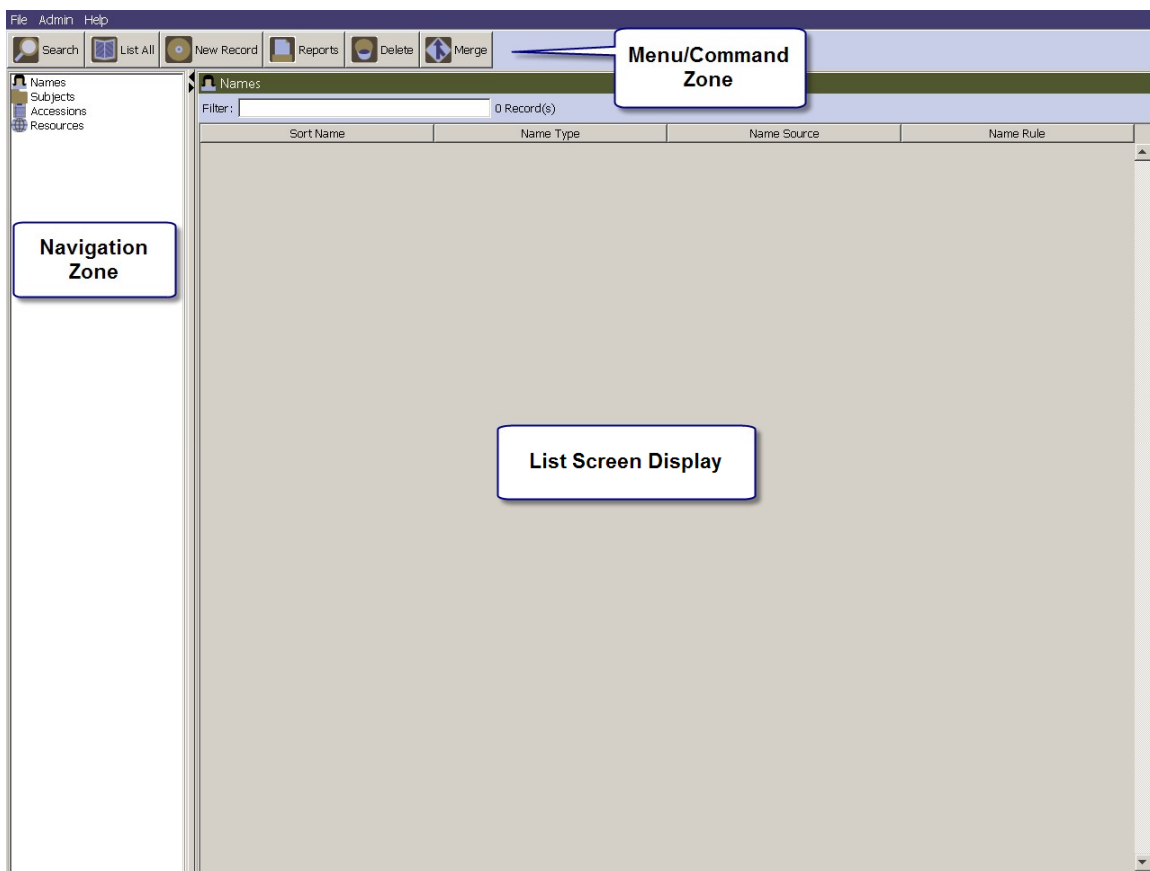 File Admin Help
Search List All New Record Reports Delete Merge
Menu/Command
Zone
Names
Subjects
Accessions
Resources
Names
Filter: 0 Record(s)
Sort Name Name Type Name Source Name Rule
Navigation
Zone
List Screen Display